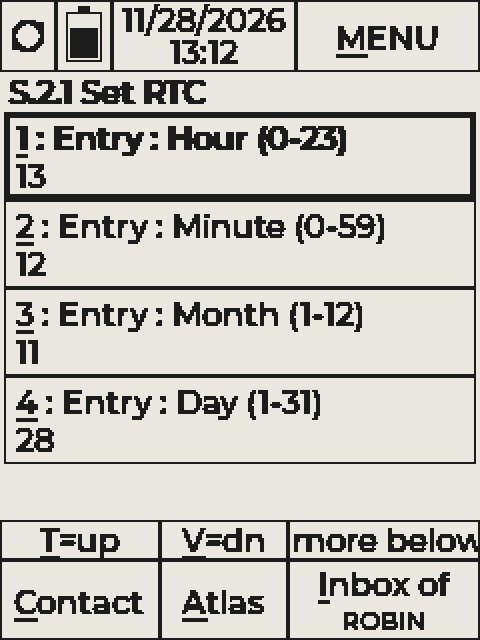 11/28/2026
13:12
MENU
S.2.1 Set RTC
1 : Entry : Hour (0-23)
13
2 : Entry : Minute (0-59)
12
3 : Entry : Month (1-12)
11
4 : Entry : Day (1-31)
28
T=up
V=dn
more below
Contact
Atlas
Inbox of
ROBIN